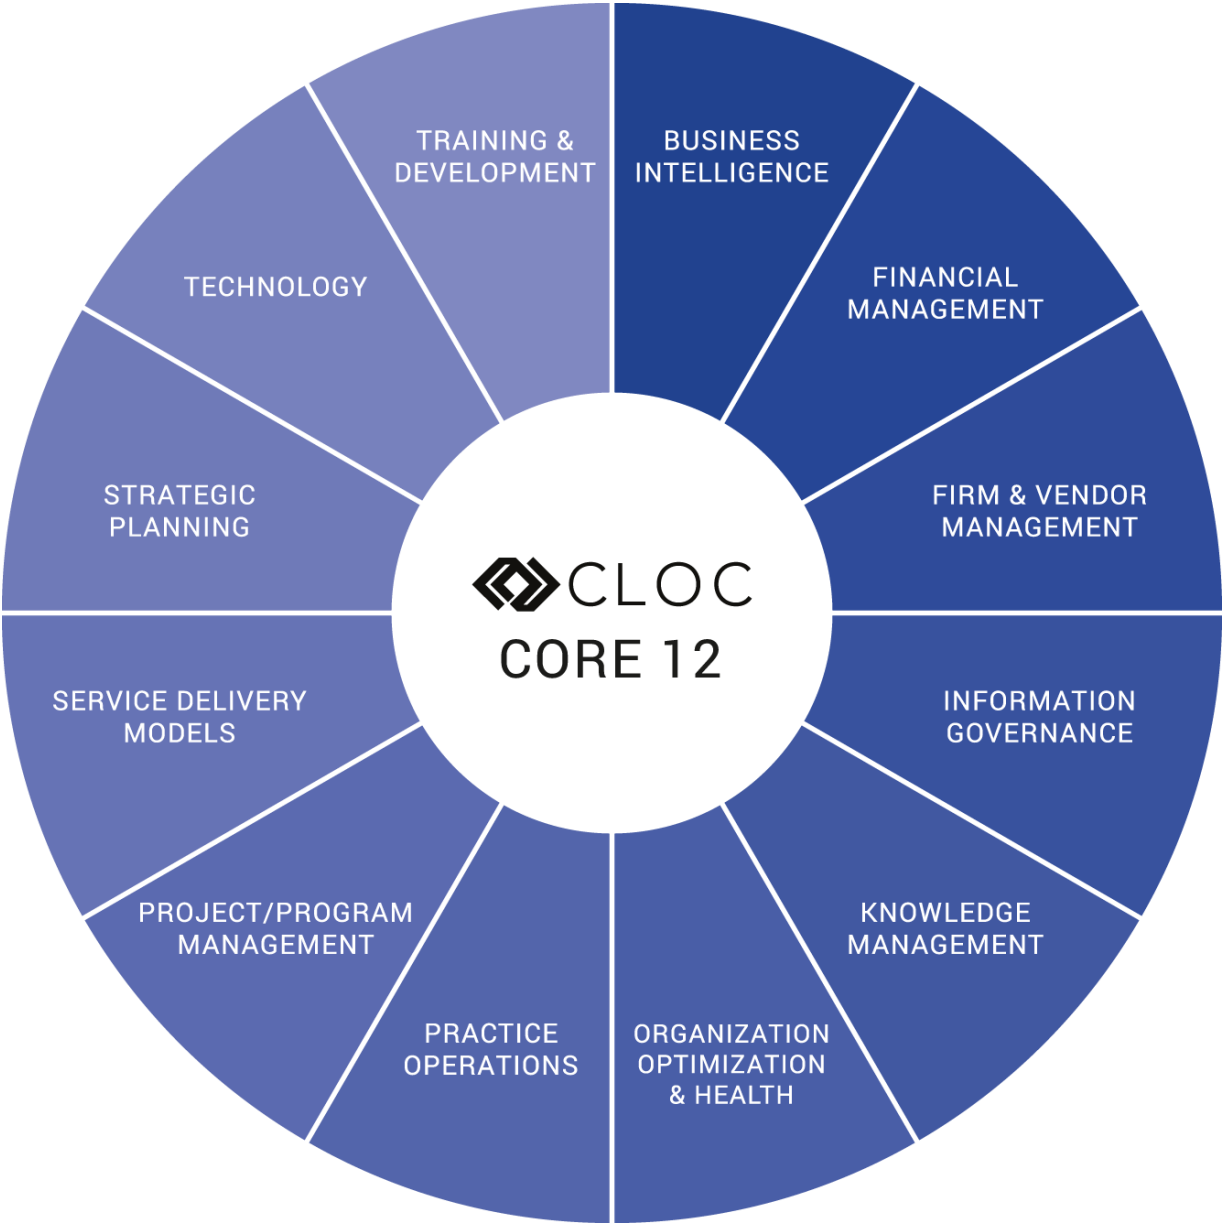 BUSINESS
INTELLIGENCE
FINANCIAL
MANAGEMENT
FIRM & VENDOR
MANAGEMENT
INFORMATION
GOVERNANCE
KNOWLEDGE
MANAGEMENT
ORGANIZATION
OPTIMIZATION
& HEALTH
PRACTICE
OPERATIONS
PROJECT/PROGRAM
MANAGEMENT
SERVICE DELIVERY
MODELS
STRATEGIC
PLANNING
TECHNOLOGY
TRAINING &
DEVELOPMENT
CLOC
CORE 12